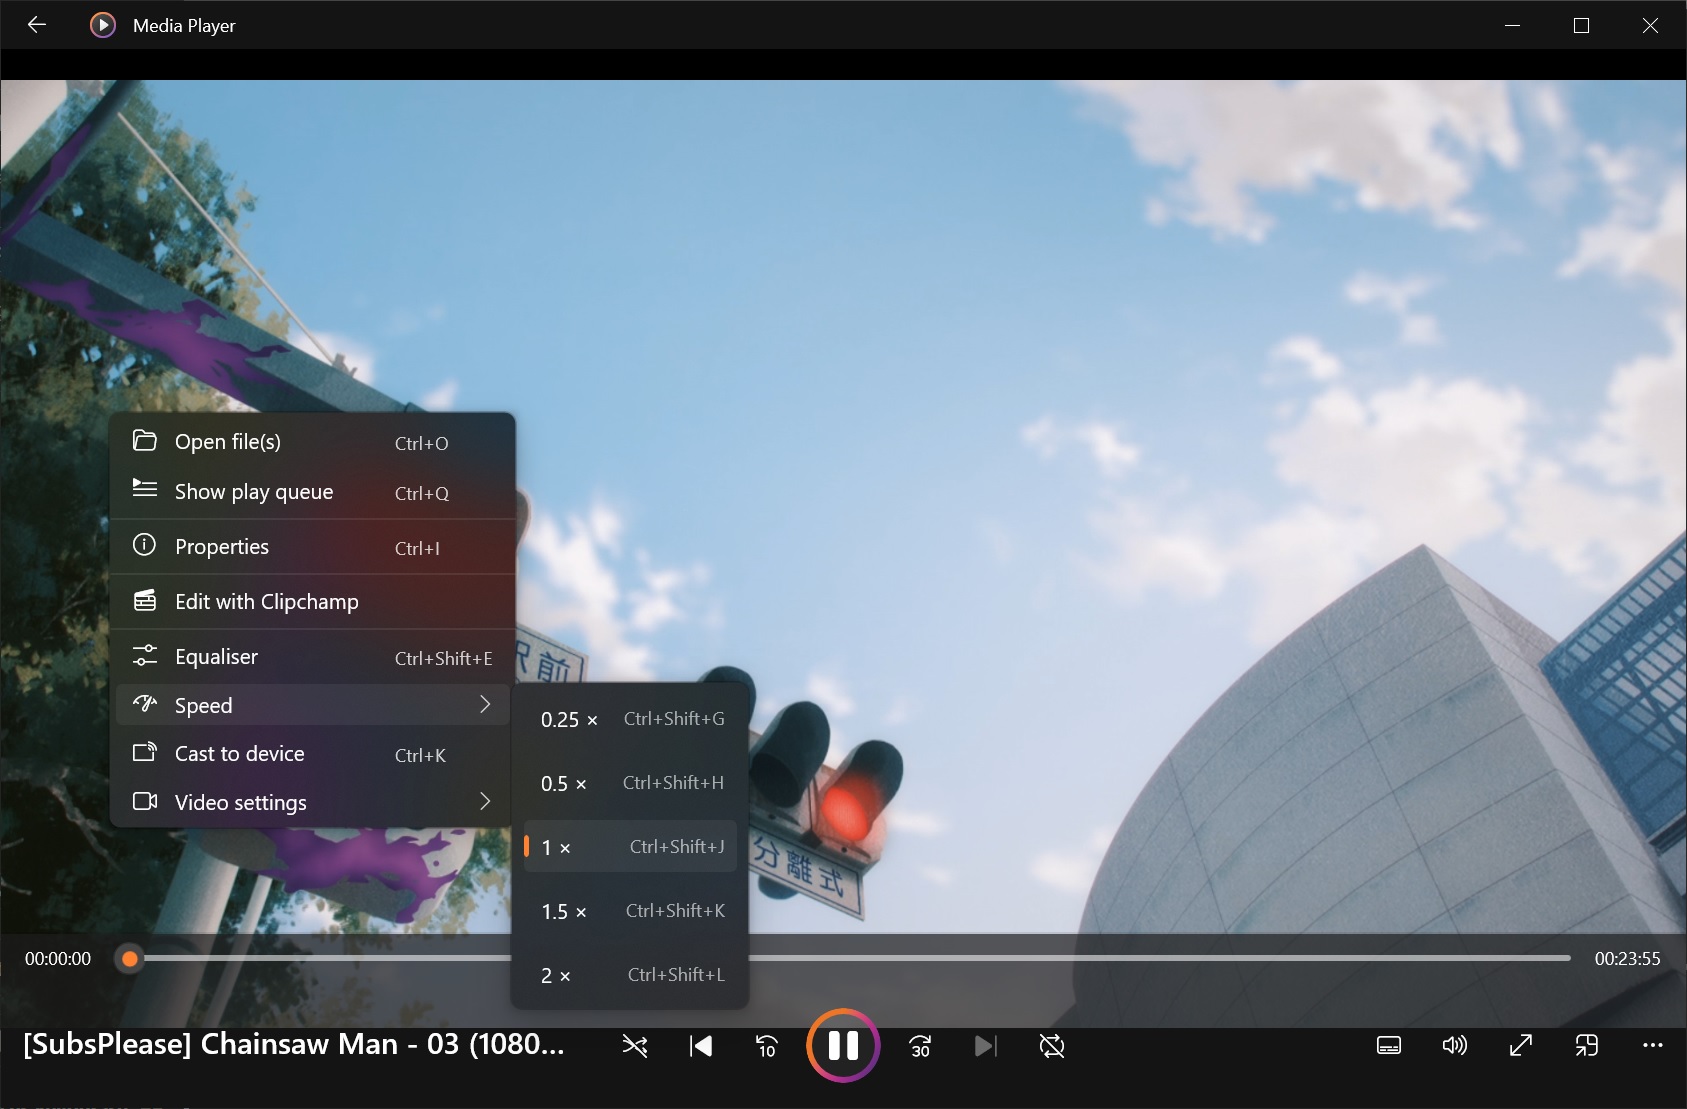 Media Player
Open file(s) Ctrl+O
Show play queue Ctrl+Q
Properties Ctrl+I
Edit with Clipchamp
Equaliser Ctrl+Shift+E
Speed
Cast to device Ctrl+K
Video settings
駅前
0.25 × Ctrl+Shift+G
0.5 × Ctrl+Shift+H
1 × Ctrl+Shift+J
1.5 × Ctrl+Shift+K
2 × Ctrl+Shift+L
分離式
00:00:00
00:23:55
[SubsPlease] Chainsaw Man - 03 (1080...
10
30